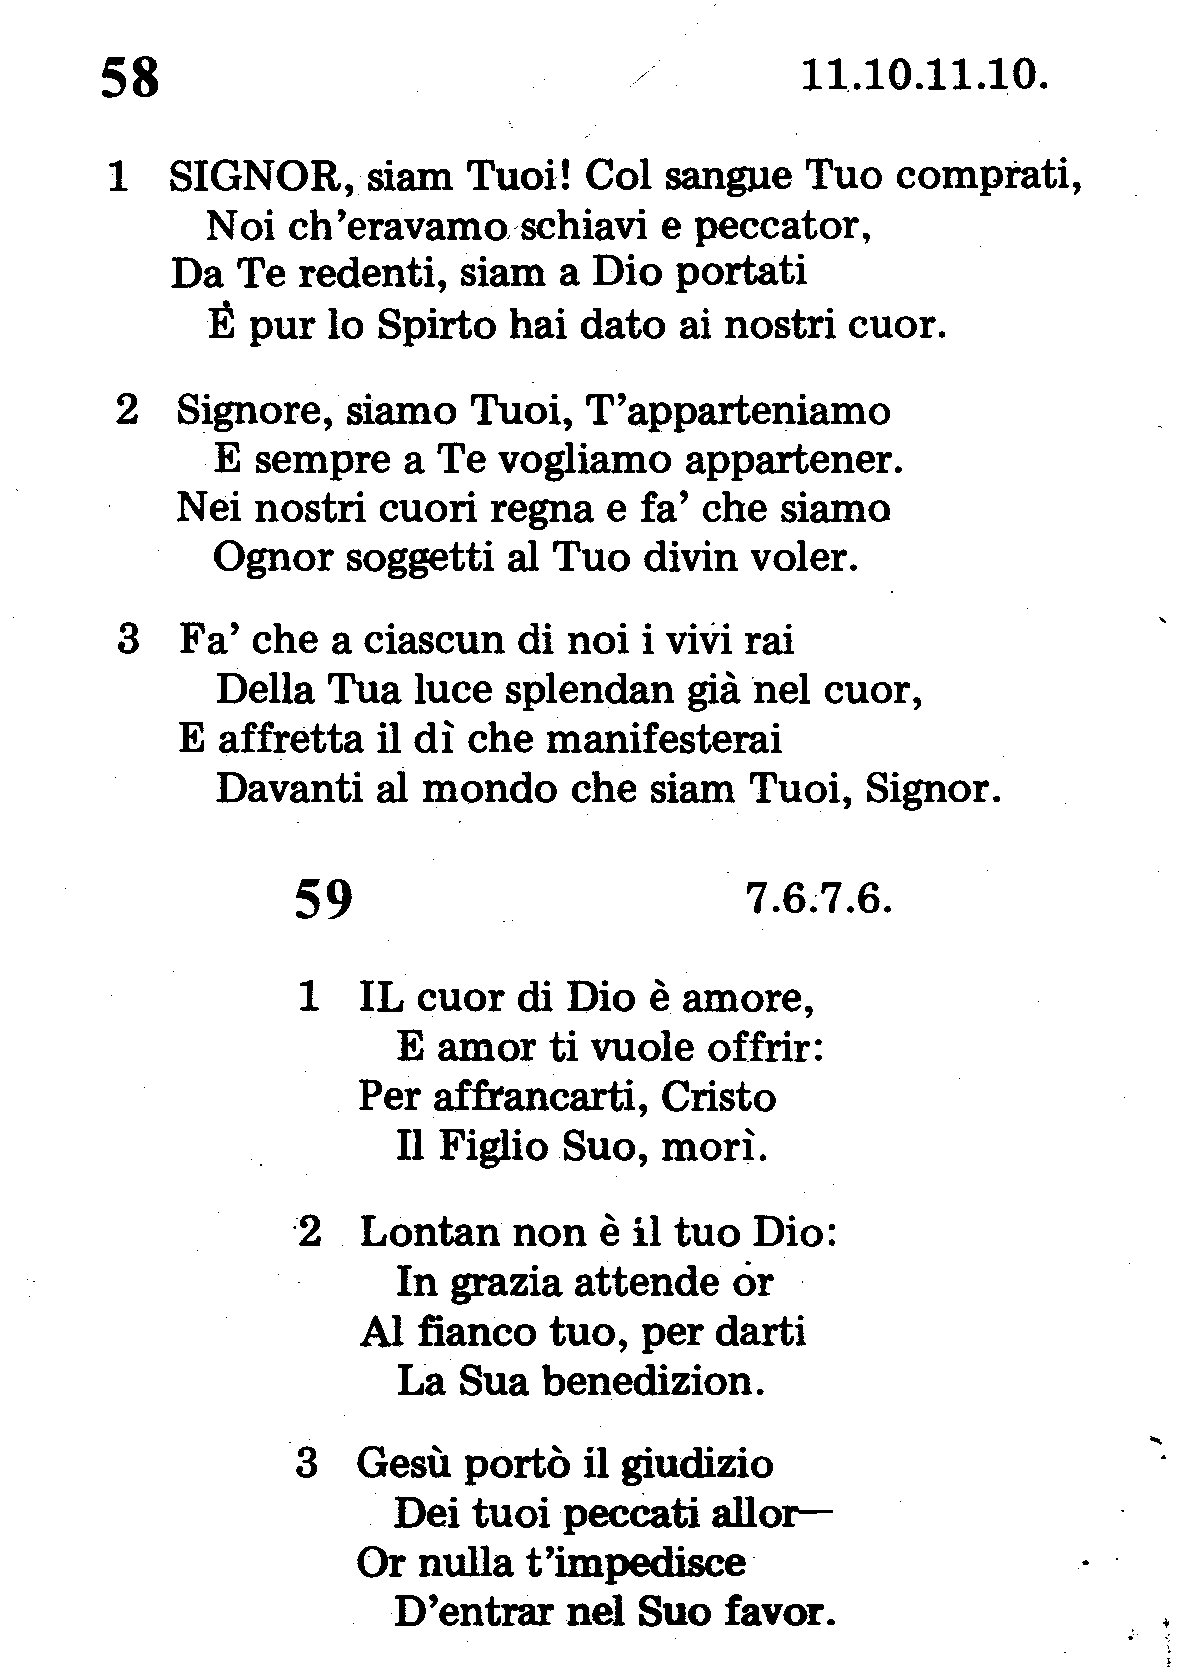 58 11.10.11.10.
1 SIGNOR, siam Tuoi! Col sangue Tuo comprati,
Noi ch'eravamo schiavi e peccator,
Da Te redenti, siam a Dio portati
E pur lo Spirto hai dato ai nostri cuor.
2 Signore, siamo Tuoi, T'apparteniamo
E sempre a Te vogliamo appartener.
Nei nostri cuori regna e fa' che siamo
Ognor soggetti al Tuo divin voler.
3 Fa' che a ciascun di noi i vivi rai
Della Tua luce splendan già nel cuor,
E affretta il dì che manifesterai
Davanti al mondo che siam Tuoi, Signor.
59 7.6.7.6.
1 IL cuor di Dio è amore,
E amor ti vuole offrir:
Per affrancarti, Cristo
Il Figlio Suo, morì.
2 Lontan non è il tuo Dio:
In grazia attende or
Al fianco tuo, per darti
La Sua benedizion.
3 Gesù portò il giudizio
Dei tuoi peccati allor—
Or nulla t'impedisce
D'entrar nel Suo favor.